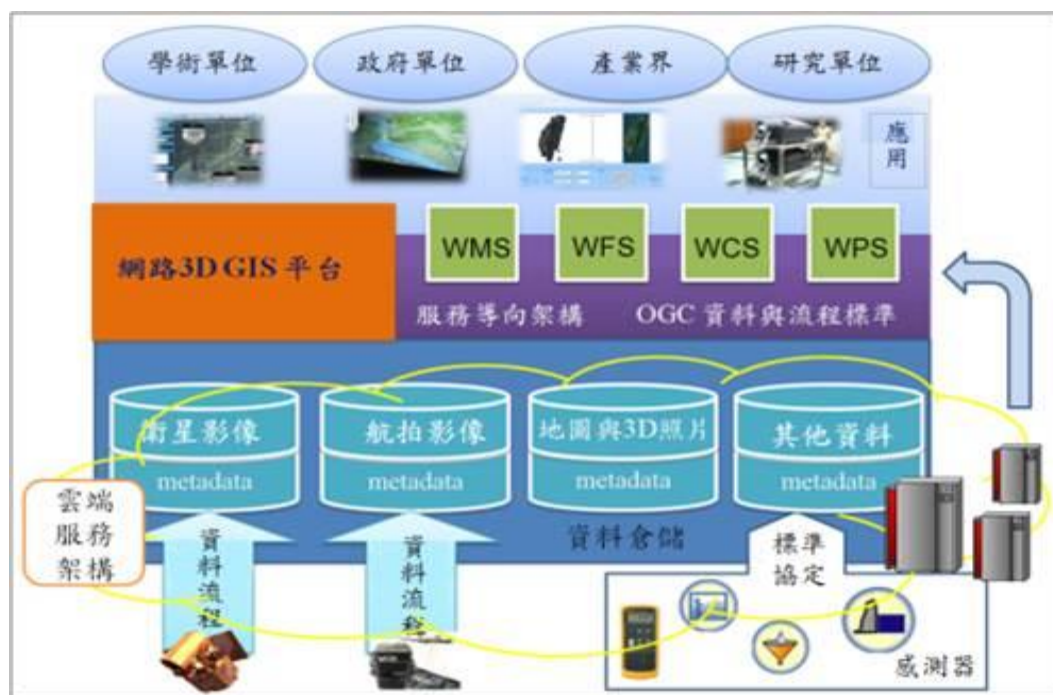 學術單位
政府單位
產業界
研究單位
應用
網路3D GIS 平台
WMS
WFS
WCS
WPS
服務導向架構
OGC 資料與流程標準
衛星影像
航拍影像
地圖與3D照片
其他資料
metadata
metadata
metadata
metadata
雲端
服務
架構
資料流程
資料流程
資料倉儲
標準
協定
感測器